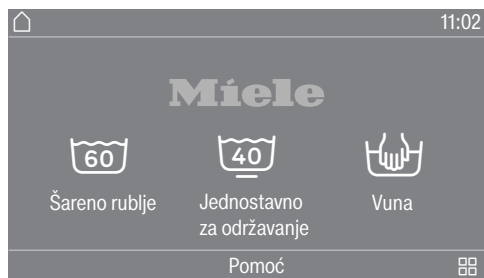 11:02
Miele
60
40
Šareno rublje
Jednostavno
za održavanje
Vuna
Pomoć